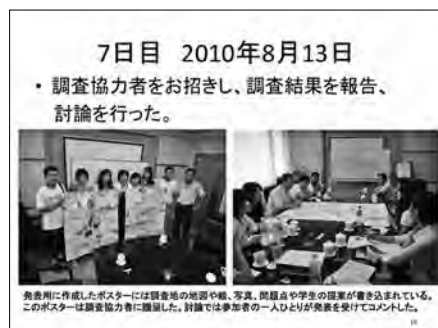 7日目 2010年8月13日
・調査協力者をお招きし、調査結果を報告、
討論を行った。
発表用に作成したポスターには調査地の地図や絵、写真、問題点や学生の提案が書き込まれている。
このポスターは調査協力者に贈呈した。討論では参加者の一人ひとりが発表を受けてコメントした。